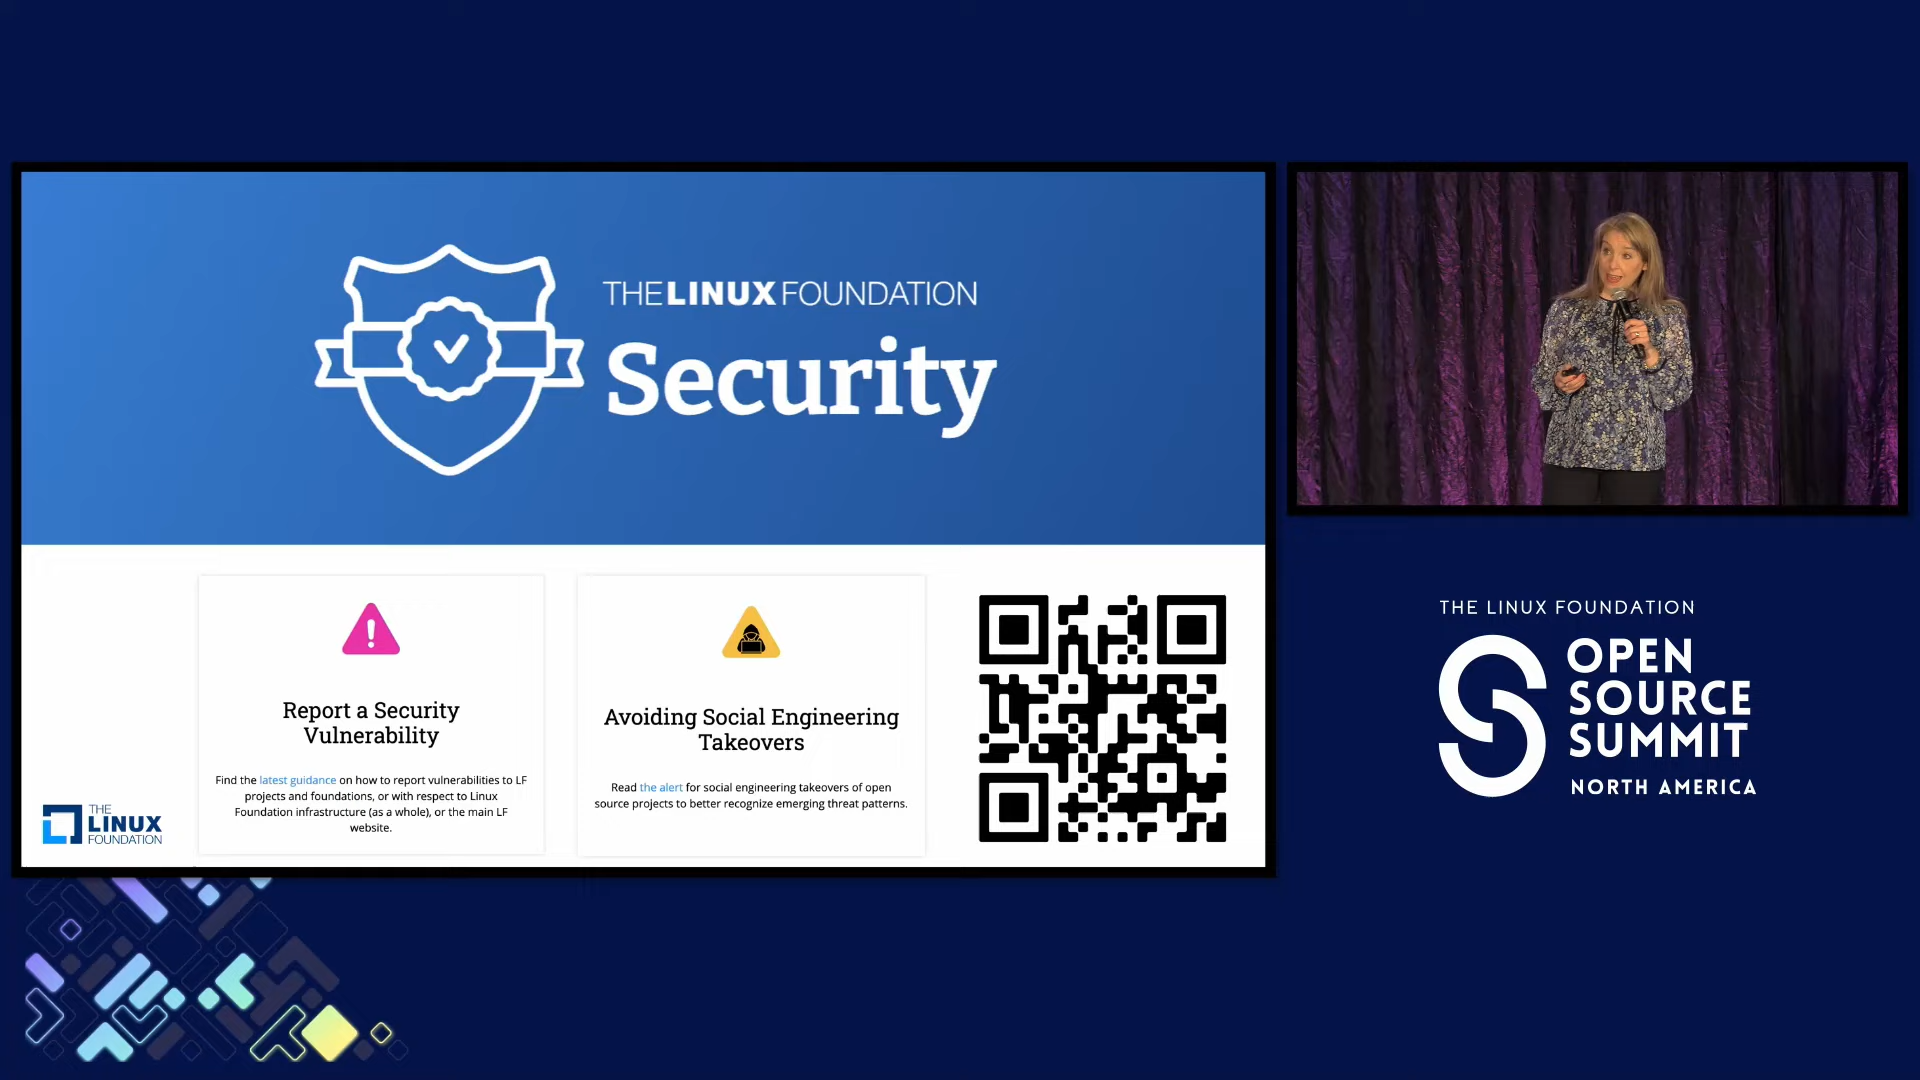 THE LINUX FOUNDATION
Security
Report a Security
Vulnerability
Find the latest guidance on how to report vulnerabilities to LF
projects and foundations, or with respect to Linux
Foundation infrastructure (as a whole), or the main LF
website.
Avoiding Social Engineering
Takeovers
Read the alert for social engineering takeovers of open
source projects to better recognize emerging threat patterns.
THE
LINUX
FOUNDATION
THE LINUX FOUNDATION
OPEN
SOURCE
SUMMIT
NORTH AMERICA